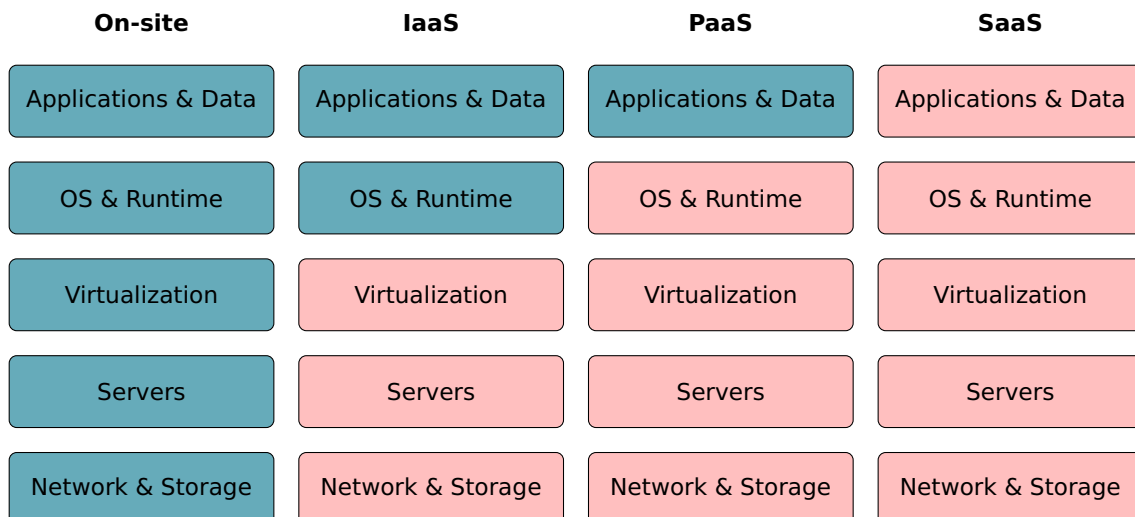 On-site IaaS PaaS SaaS
Applications & Data Applications & Data Applications & Data Applications & Data
OS & Runtime OS & Runtime OS & Runtime OS & Runtime
Virtualization Virtualization Virtualization Virtualization
Servers Servers Servers Servers
Network & Storage Network & Storage Network & Storage Network & Storage